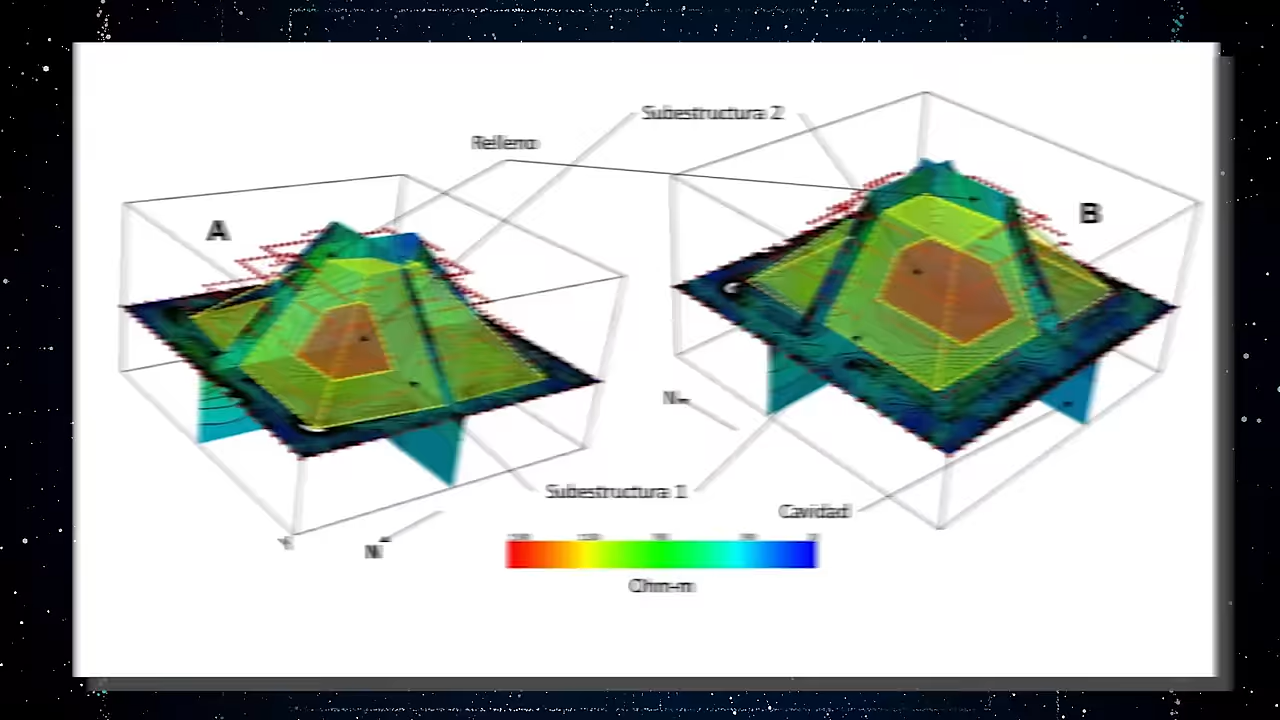 Subestructura 2
Relleno
A
B
N
Subestructura 1
Cavidad
N
Ohm-m